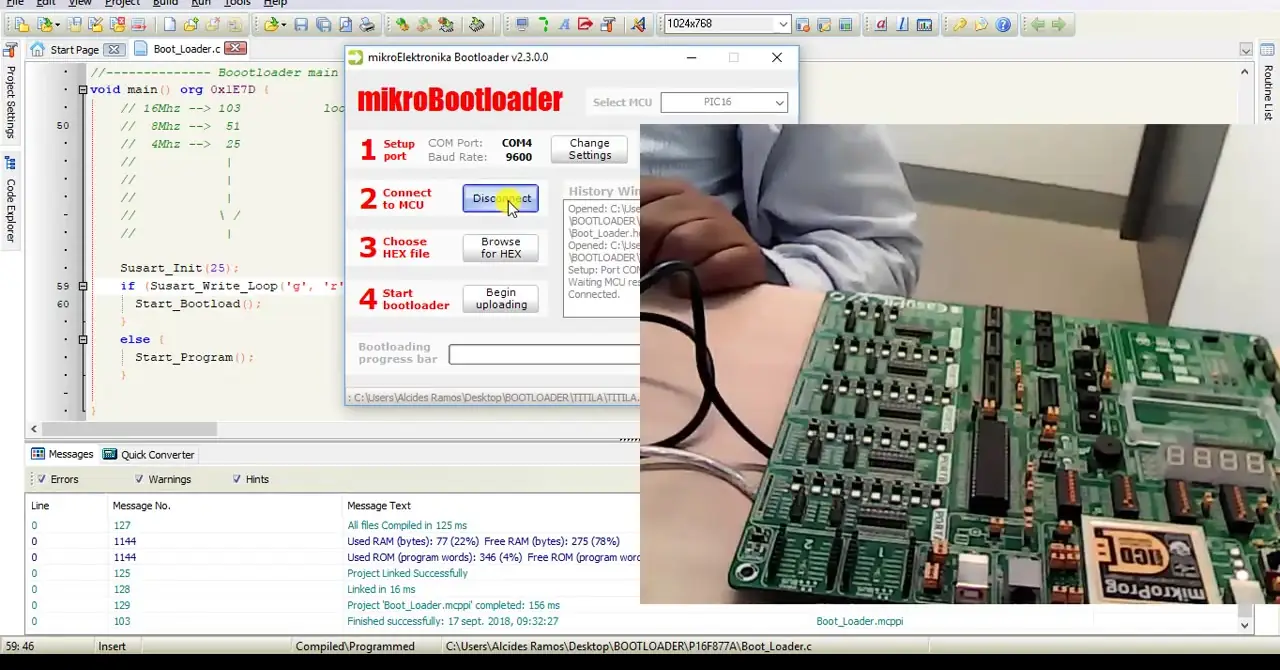 File Edit View Project Build Run Tools Help
1024x768
Start Page
Boot_Loader.c
Project Settings
Code Explorer
Routine List
//-------------- Boootloader main
void main() org 0x1E7D {
// 16Mhz --> 103 loo
50
// 8Mhz --> 51
// 4Mhz --> 25
// |
// |
// |
// \ /
// |
Susart_Init(25);
59
if (Susart_Write_Loop('g', 'r'
60
Start_Bootload();
}
else {
Start_Program();
}
}
mikroElektronika Bootloader v2.3.0.0
mikroBootloader
Select MCU
PIC16
1 Setup port
COM Port: COM4
Baud Rate: 9600
Change Settings
2 Connect to MCU
Disconnect
3 Choose HEX file
Browse for HEX
4 Start bootloader
Begin uploading
History Win
Opened: C:\Use
\BOOTLOADER\
\Boot_Loader.he
Opened: C:\Use
\BOOTLOADER\
Setup: Port COM
Waiting MCU res
Connected.
Bootloading progress bar
: C:\Users\Alcides Ramos\Desktop\BOOTLOADER\TITILA\TITILA.
Messages
Quick Converter
Errors
Warnings
Hints
Line Message No. Message Text
0 127 All files Compiled in 125 ms
0 1144 Used RAM (bytes): 77 (22%) Free RAM (bytes): 275 (78%)
0 1144 Used ROM (program words): 346 (4%) Free ROM (program wo
0 125 Project Linked Successfully
0 128 Linked in 16 ms
0 129 Project 'Boot_Loader.mcppi' completed: 156 ms
0 103 Finished successfully: 17 sept. 2018, 09:32:27 Boot_Loader.mcppi
59: 46 Insert Compiled\Programmed C:\Users\Alcides Ramos\Desktop\BOOTLOADER\P16F877A\Boot_Loader.c
mikroProg